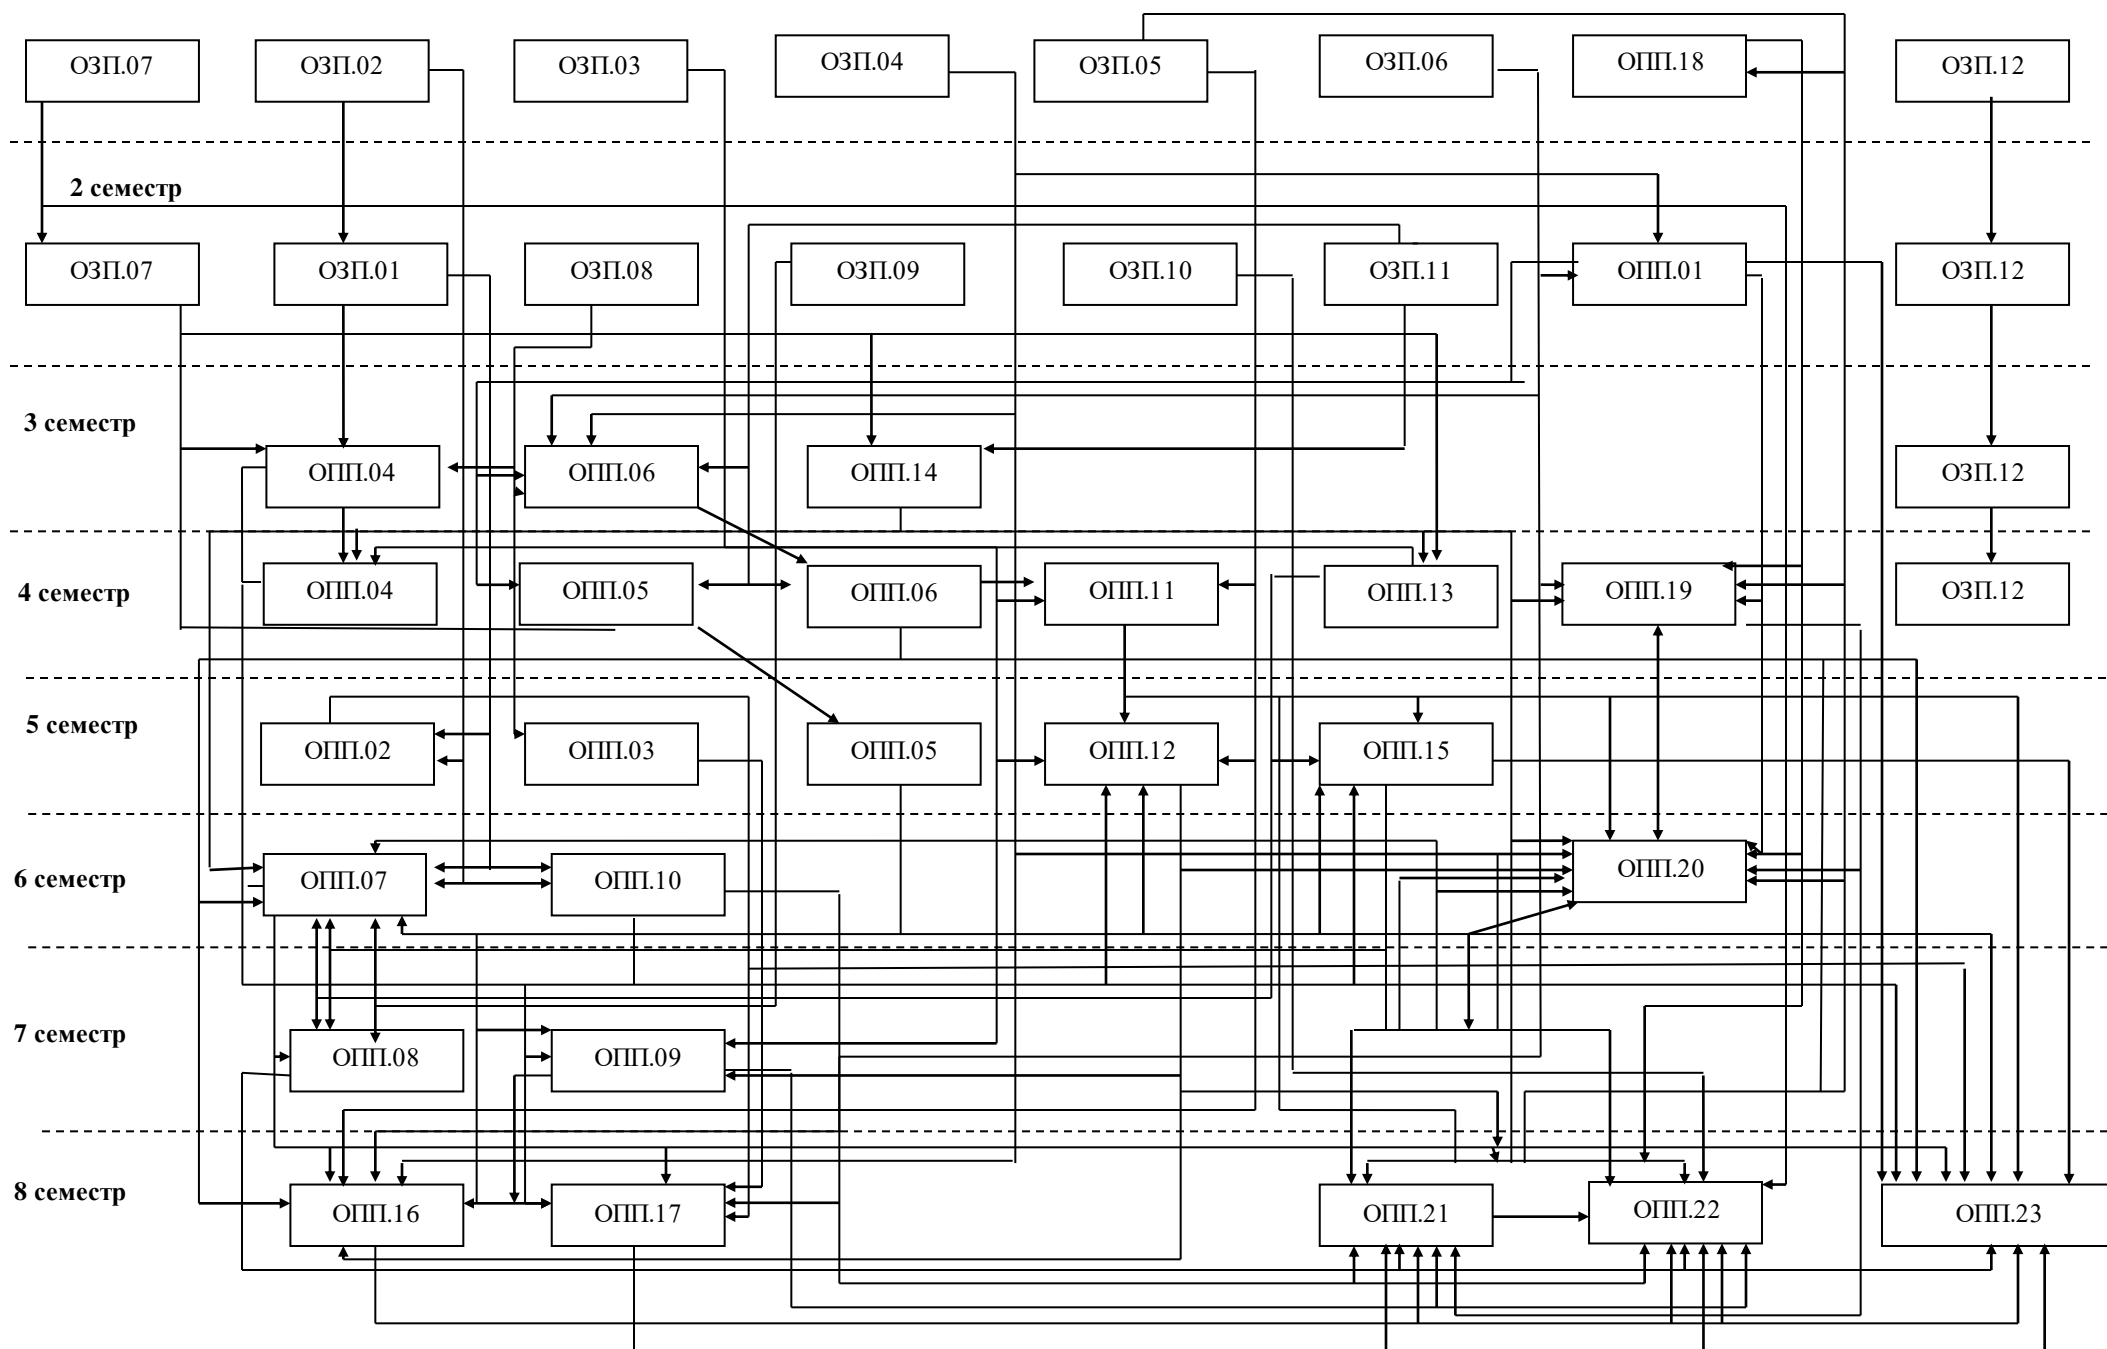 ОЗП.07 ОЗП.02 ОЗП.03 ОЗП.04 ОЗП.05 ОЗП.06 ОПП.18 ОЗП.12
2 семестр
ОЗП.07 ОЗП.01 ОЗП.08 ОЗП.09 ОЗП.10 ОЗП.11 ОПП.01 ОЗП.12
3 семестр
ОПП.04 ОПП.06 ОПП.14 ОЗП.12
4 семестр
ОПП.04 ОПП.05 ОПП.06 ОПП.11 ОПП.13 ОПП.19 ОЗП.12
5 семестр
ОПП.02 ОПП.03 ОПП.05 ОПП.12 ОПП.15
6 семестр
ОПП.07 ОПП.10 ОПП.20
7 семестр
ОПП.08 ОПП.09
8 семестр
ОПП.16 ОПП.17 ОПП.21 ОПП.22 ОПП.23